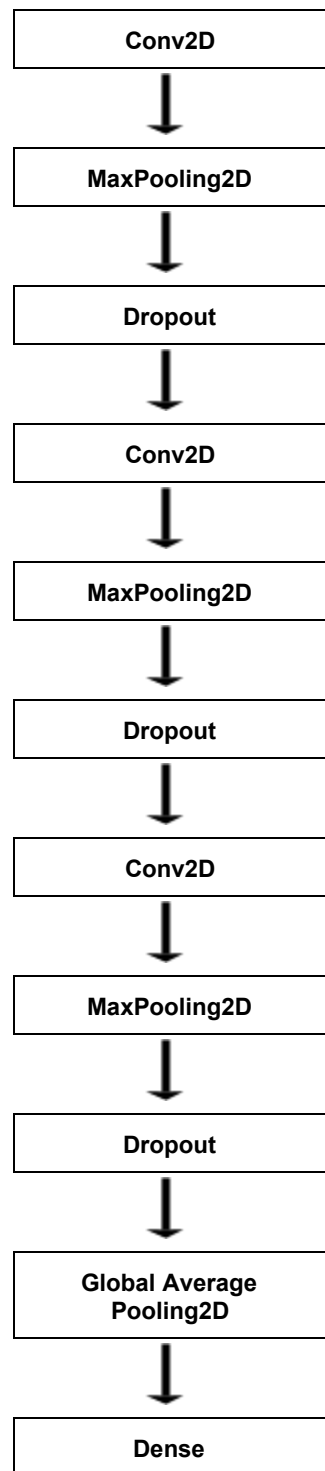 Conv2D
MaxPooling2D
Dropout
Conv2D
MaxPooling2D
Dropout
Conv2D
MaxPooling2D
Dropout
Global Average
Pooling2D
Dense